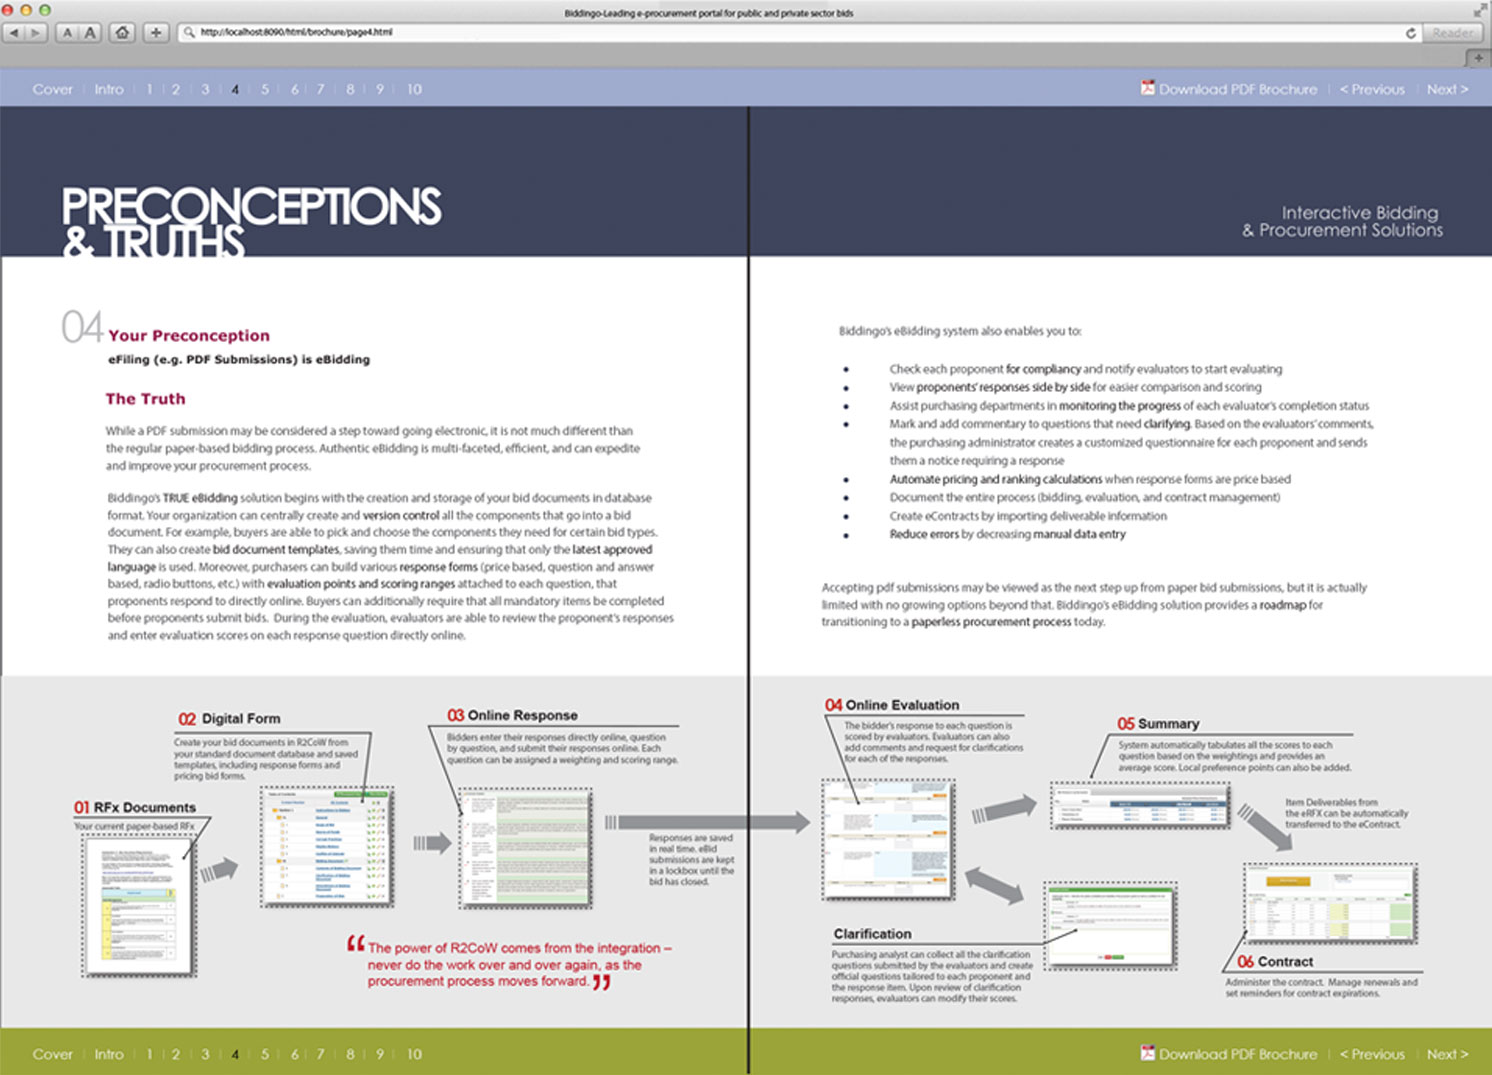 Biddingo-Leading e-procurement portal for public and private sector bids
A A
http://localhost:8090/html/brochure/page4.html
Reader
Cover Intro 1 2 3 4 5 6 7 8 9 10
Download PDF Brochure < Previous Next >
PRECONCEPTIONS
& TRUTHS
Interactive Bidding
& Procurement Solutions
04 Your Preconception
eFiling (e.g. PDF Submissions) is eBidding
The Truth
While a PDF submission may be considered a step toward going electronic, it is not much different than
the regular paper-based bidding process. Authentic eBidding is multi-faceted, efficient, and can expedite
and improve your procurement process.
Biddingo's TRUE eBidding solution begins with the creation and storage of your bid documents in database
format. Your organization can centrally create and version control all the components that go into a bid
document. For example, buyers are able to pick and choose the components they need for certain bid types.
They can also create bid document templates, saving them time and ensuring that only the latest approved
language is used. Moreover, purchasers can build various response forms (price based, question and answer
based, radio buttons, etc.) with evaluation points and scoring ranges attached to each question, that
proponents respond to directly online. Buyers can additionally require that all mandatory items be completed
before proponents submit bids. During the evaluation, evaluators are able to review the proponent's responses
and enter evaluation scores on each response question directly online.
Biddingo's eBidding system also enables you to:
• Check each proponent for compliancy and notify evaluators to start evaluating
• View proponents' responses side by side for easier comparison and scoring
• Assist purchasing departments in monitoring the progress of each evaluator's completion status
• Mark and add commentary to questions that need clarifying. Based on the evaluators' comments,
the purchasing administrator creates a customized questionnaire for each proponent and sends
them a notice requiring a response
• Automate pricing and ranking calculations when response forms are price based
• Document the entire process (bidding, evaluation, and contract management)
• Create eContracts by importing deliverable information
• Reduce errors by decreasing manual data entry
Accepting pdf submissions may be viewed as the next step up from paper bid submissions, but it is actually
limited with no growing options beyond that. Biddingo's eBidding solution provides a roadmap for
transitioning to a paperless procurement process today.
01 RFx Documents
Your current paper-based RFx
02 Digital Form
Create your bid documents in R2CoW from
your standard document database and saved
templates, including response forms and
pricing bid forms.
03 Online Response
Bidders enter their responses directly online, question
by question, and submit their responses online. Each
question can be assigned a weighting and scoring range.
Responses are saved
in real time. eBid
submissions are kept
in a lockbox until the
bid has closed.
“The power of R2CoW comes from the integration –
never do the work over and over again, as the
procurement process moves forward.”
04 Online Evaluation
The bidder's response to each question is
scored by evaluators. Evaluators can also
add comments and request for clarifications
for each of the responses.
Clarification
Purchasing analyst can collect all the clarification
questions submitted by the evaluators and create
official questions tailored to each proponent and
the response item. Upon review of clarification
responses, evaluators can modify their scores.
05 Summary
System automatically tabulates all the scores to each
question based on the weightings and provides an
average score. Local preference points can also be added.
Item Deliverables from
the eRFX can be automatically
transferred to the eContract.
06 Contract
Administer the contract. Manage renewals and
set reminders for contract expirations.
Cover Intro 1 2 3 4 5 6 7 8 9 10
Download PDF Brochure < Previous Next >